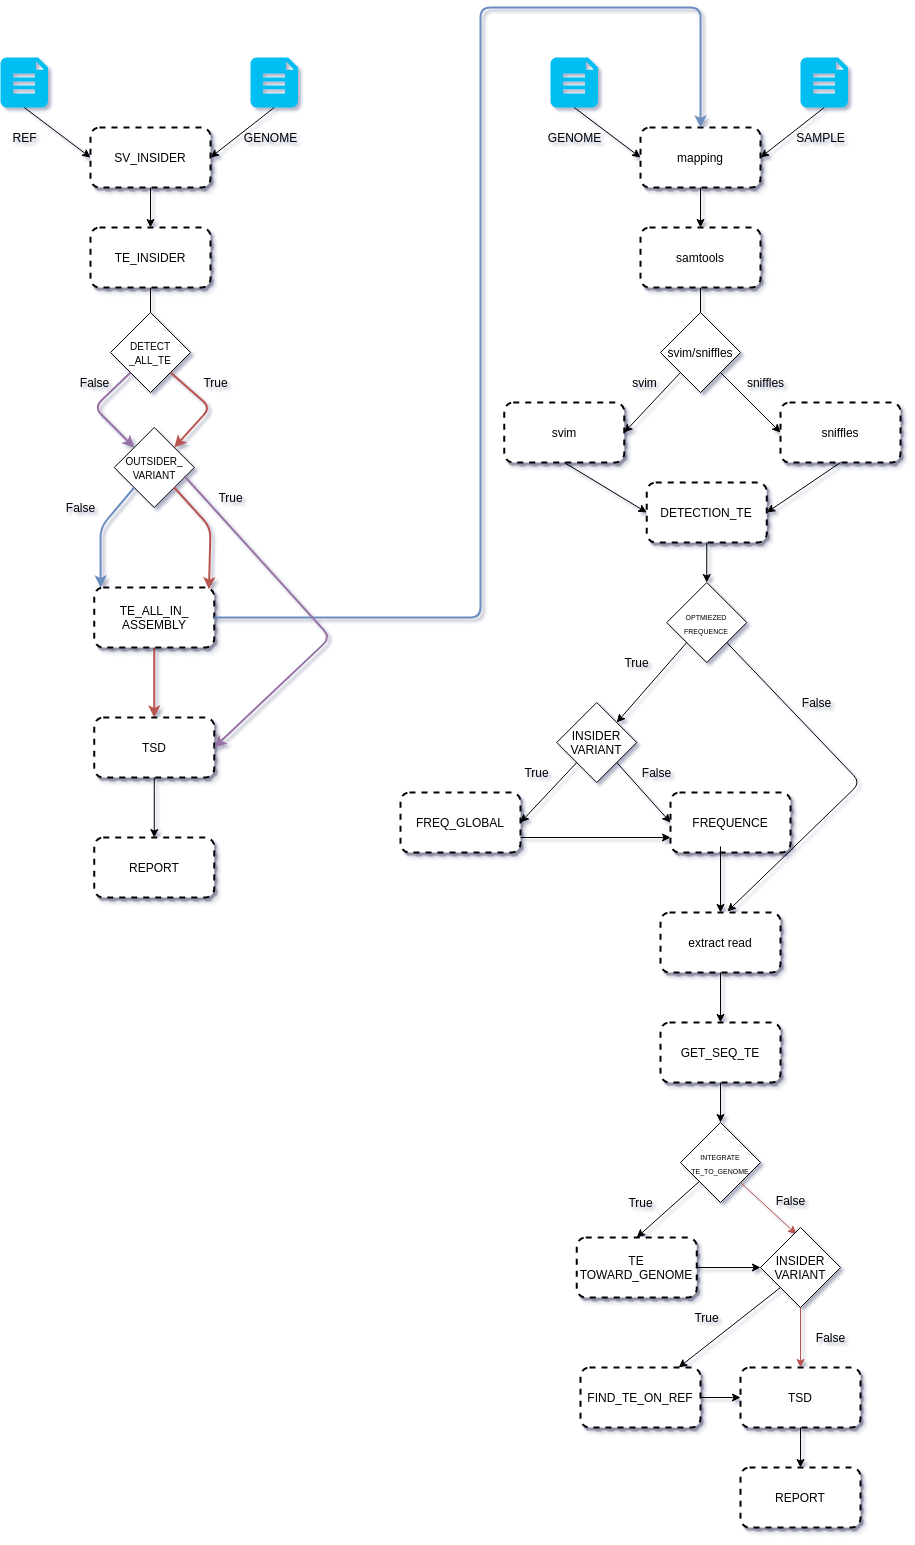 REF
GENOME
SV_INSIDER
TE_INSIDER
DETECT
_ALL_TE
False
True
OUTSIDER_
VARIANT
False
True
TE_ALL_IN_
ASSEMBLY
TSD
REPORT
GENOME
SAMPLE
mapping
samtools
svim/sniffles
svim
sniffles
svim
sniffles
DETECTION_TE
OPTMIEZED
FREQUENCE
True
False
INSIDER
VARIANT
True
False
FREQ_GLOBAL
FREQUENCE
extract read
GET_SEQ_TE
INTEGRATE
TE_TO_GENOME
True
False
TE
TOWARD_GENOME
INSIDER
VARIANT
True
False
FIND_TE_ON_REF
TSD
REPORT